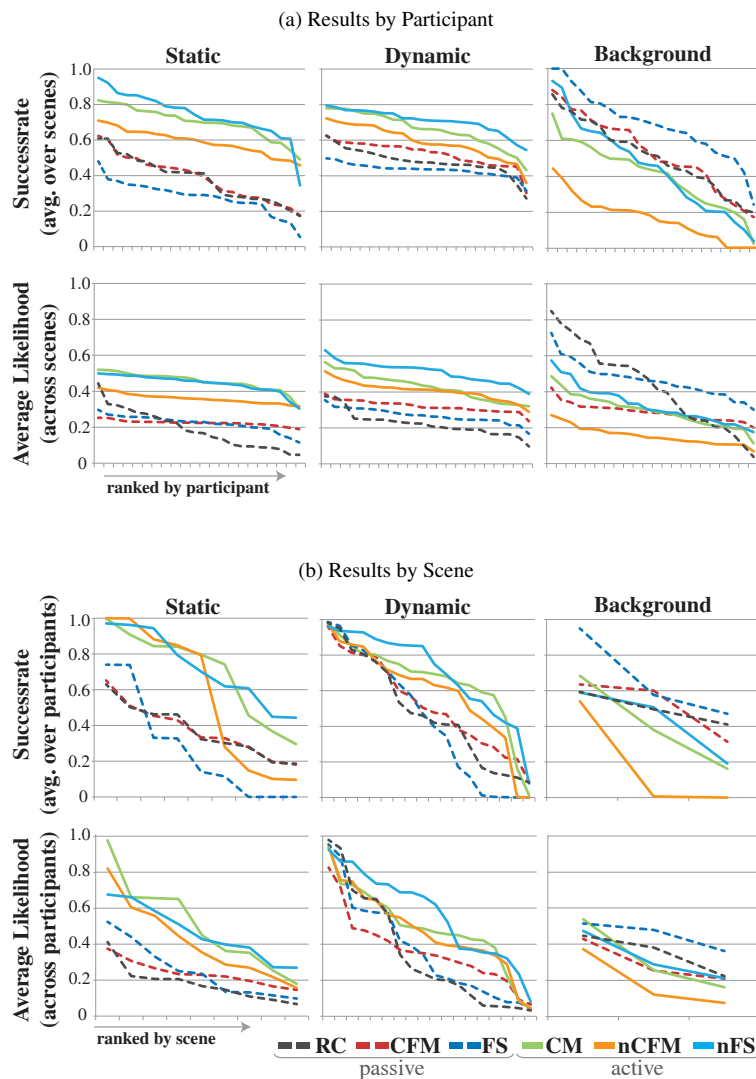 (a) Results by Participant
Static
Dynamic
Background
Successrate
(avg. over scenes)
1.0
0.8
0.6
0.4
0.2
0
Average Likelihood
(across scenes)
1.0
0.8
0.6
0.4
0.2
0
ranked by participant
(b) Results by Scene
Static
Dynamic
Background
Successrate
(avg. over participants)
1.0
0.8
0.6
0.4
0.2
0
Average Likelihood
(across participants)
1.0
0.8
0.6
0.4
0.2
0
ranked by scene
RC CFM FS CM nCFM nFS
passive active